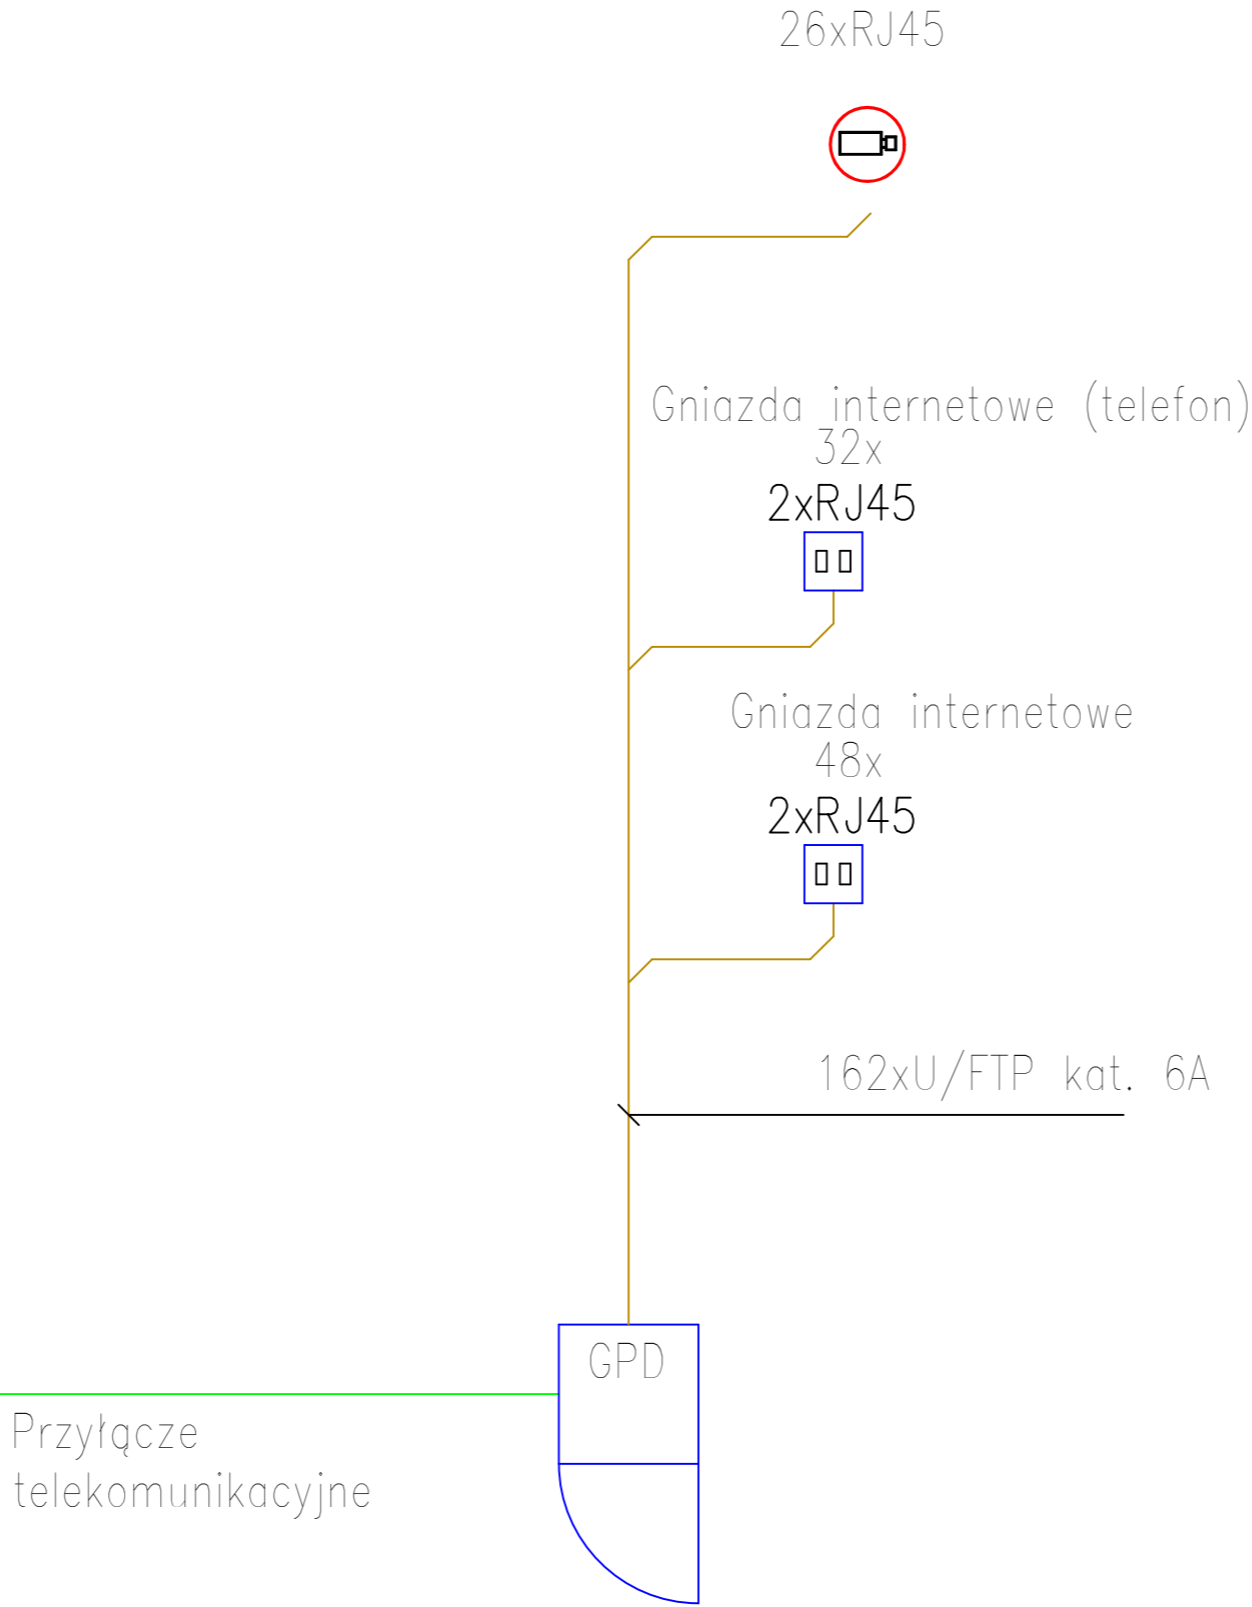 26xRJ45
Gniazda internetowe (telefon)
32x
2xRJ45
Gniazda internetowe
48x
2xRJ45
162xU/FTP kat. 6A
GPD
Przyłącze
telekomunikacyjne